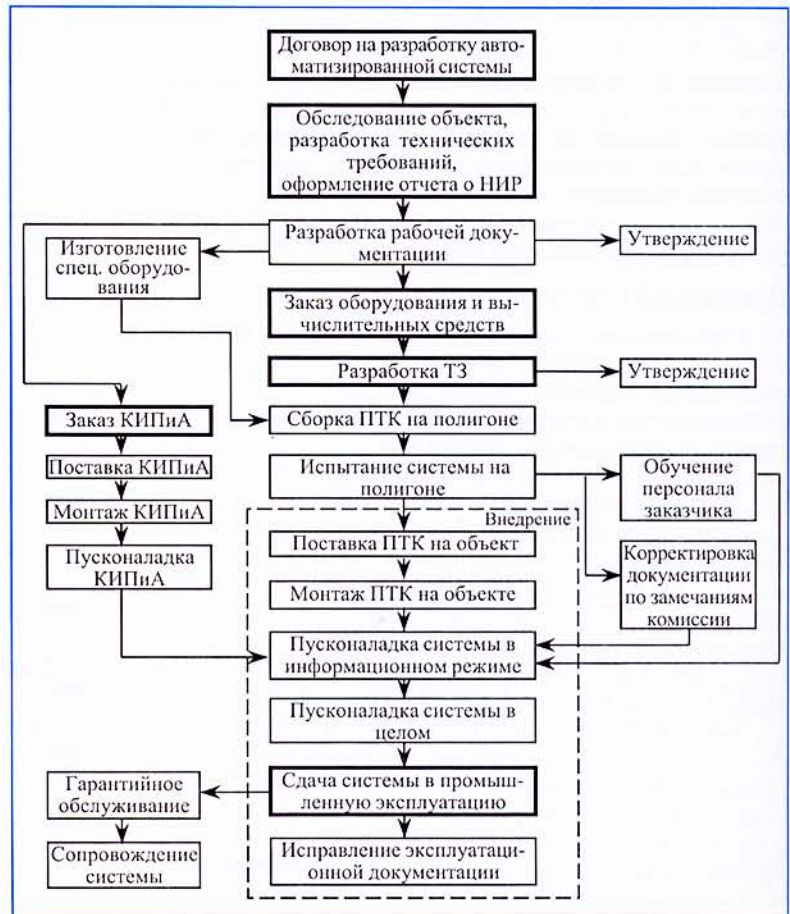 Договор на разработку авто-
матизированной системы
Обследование объекта,
разработка технических
требований,
оформление отчета о НИР
Разработка рабочей доку-
ментации
Утверждение
Изготовление
спец. оборудо-
вания
Заказ оборудования и вы-
числительных средств
Разработка ТЗ
Утверждение
Заказ КИПиА
Сборка ПТК на полигоне
Поставка КИПиА
Испытание системы на
полигоне
Обучение
персонала
заказчика
Монтаж КИПиА
Внедрение
Пусконаладка
КИПиА
Поставка ПТК на объект
Корректировка
документации
по замечаниям
комиссии
Монтаж ПТК на объекте
Пусконаладка системы в
информационном режиме
Пусконаладка системы в
целом
Гарантийное
обслуживание
Сдача системы в промыш-
ленную эксплуатацию
Сопровождение
системы
Исправление эксплуатаци-
онной документации